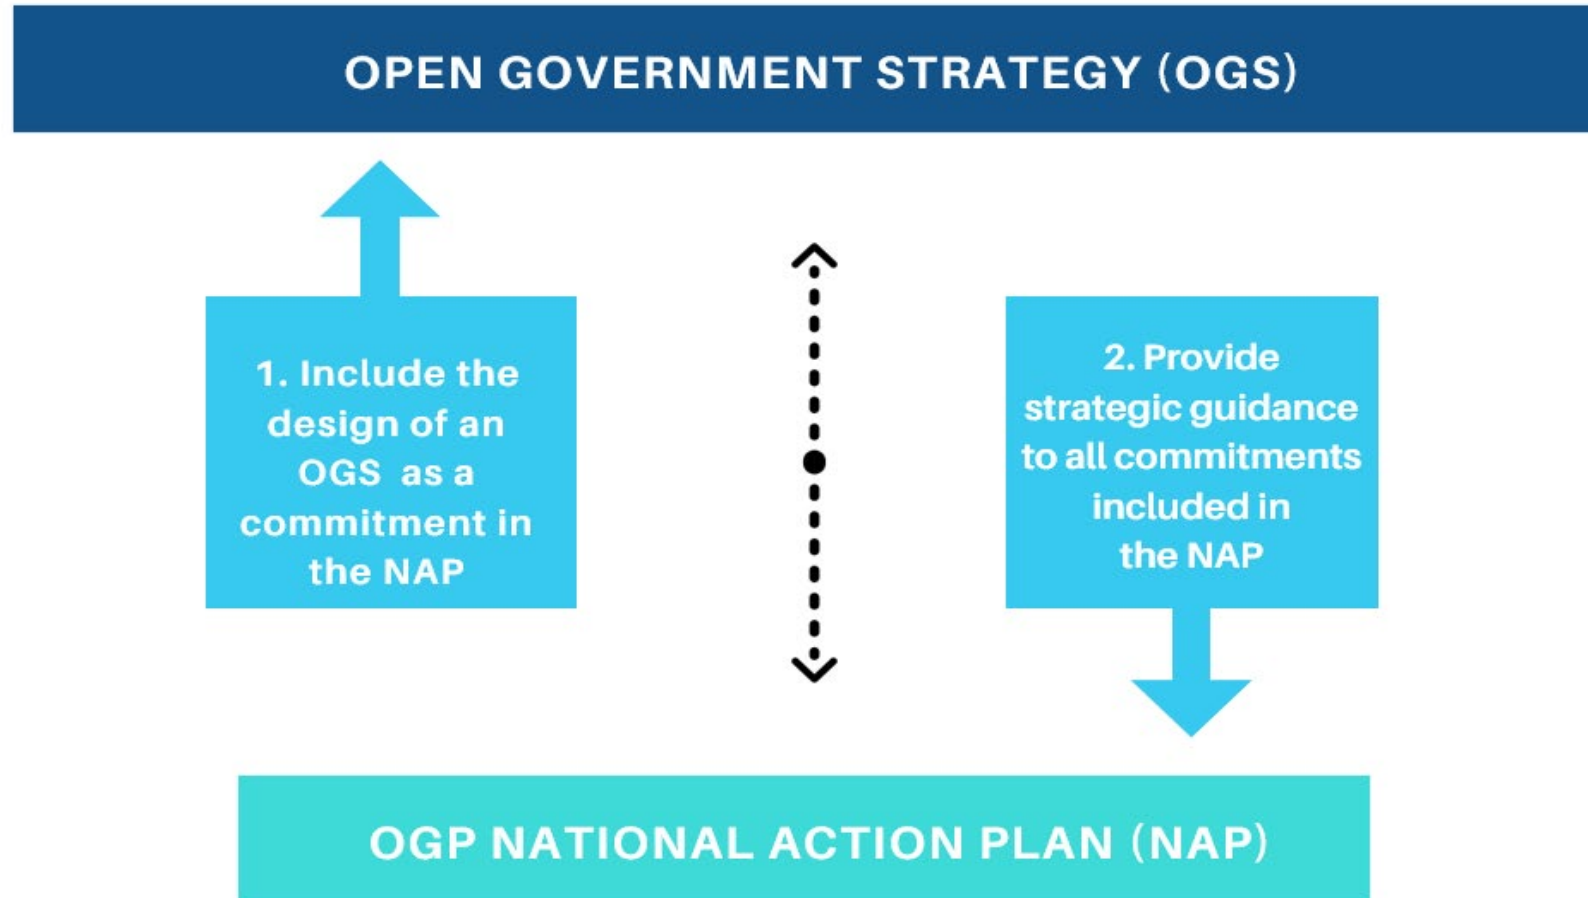 OPEN GOVERNMENT STRATEGY (OGS)
1. Include the
design of an
OGS as a
commitment in
the NAP
2. Provide
strategic guidance
to all commitments
included in
the NAP
OGP NATIONAL ACTION PLAN (NAP)